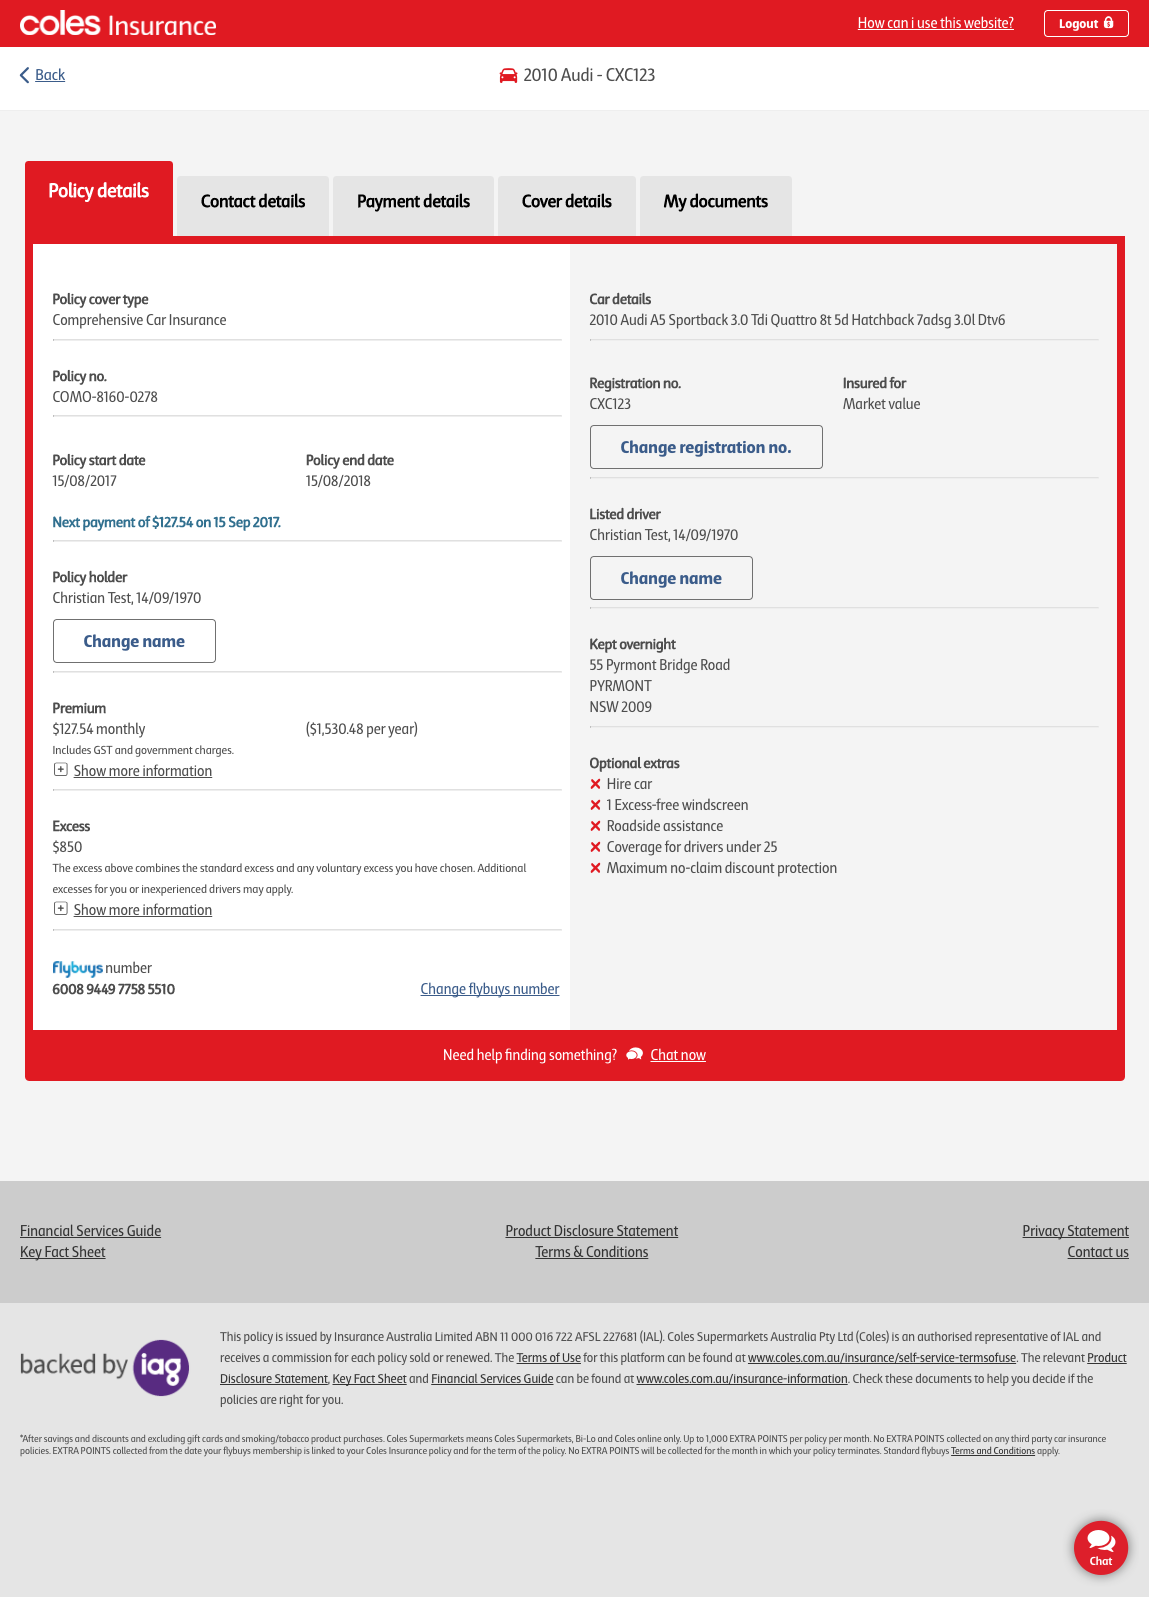 coles Insurance
How can i use this website?
Logout
Back
2010 Audi - CXC123
Policy details
Contact details
Payment details
Cover details
My documents
Policy cover type
Comprehensive Car Insurance
Policy no.
COMO-8160-0278
Policy start date
Policy end date
15/08/2017
15/08/2018
Next payment of $127.54 on 15 Sep 2017.
Policy holder
Christian Test, 14/09/1970
Change name
Premium
$127.54 monthly
($1,530.48 per year)
Includes GST and government charges.
Show more information
Excess
$850
The excess above combines the standard excess and any voluntary excess you have chosen. Additional
excesses for you or inexperienced drivers may apply.
Show more information
flybuys number
6008 9449 7758 5510
Change flybuys number
Car details
2010 Audi A5 Sportback 3.0 Tdi Quattro 8t 5d Hatchback 7adsg 3.0l Dtv6
Registration no.
Insured for
CXC123
Market value
Change registration no.
Listed driver
Christian Test, 14/09/1970
Change name
Kept overnight
55 Pyrmont Bridge Road
PYRMONT
NSW 2009
Optional extras
Hire car
1 Excess-free windscreen
Roadside assistance
Coverage for drivers under 25
Maximum no-claim discount protection
Need help finding something? Chat now
Financial Services Guide
Key Fact Sheet
Product Disclosure Statement
Terms & Conditions
Privacy Statement
Contact us
backed by iag
This policy is issued by Insurance Australia Limited ABN 11 000 016 722 AFSL 227681 (IAL). Coles Supermarkets Australia Pty Ltd (Coles) is an authorised representative of IAL and
receives a commission for each policy sold or renewed. The Terms of Use for this platform can be found at www.coles.com.au/insurance/self-service-termsofuse. The relevant Product
Disclosure Statement, Key Fact Sheet and Financial Services Guide can be found at www.coles.com.au/insurance-information. Check these documents to help you decide if the
policies are right for you.
*After savings and discounts and excluding gift cards and smoking/tobacco product purchases. Coles Supermarkets means Coles Supermarkets, Bi-Lo and Coles online only. Up to 1,000 EXTRA POINTS per policy per month. No EXTRA POINTS collected on any third party car insurance
policies. EXTRA POINTS collected from the date your flybuys membership is linked to your Coles Insurance policy and for the term of the policy. No EXTRA POINTS will be collected for the month in which your policy terminates. Standard flybuys Terms and Conditions apply.
Chat